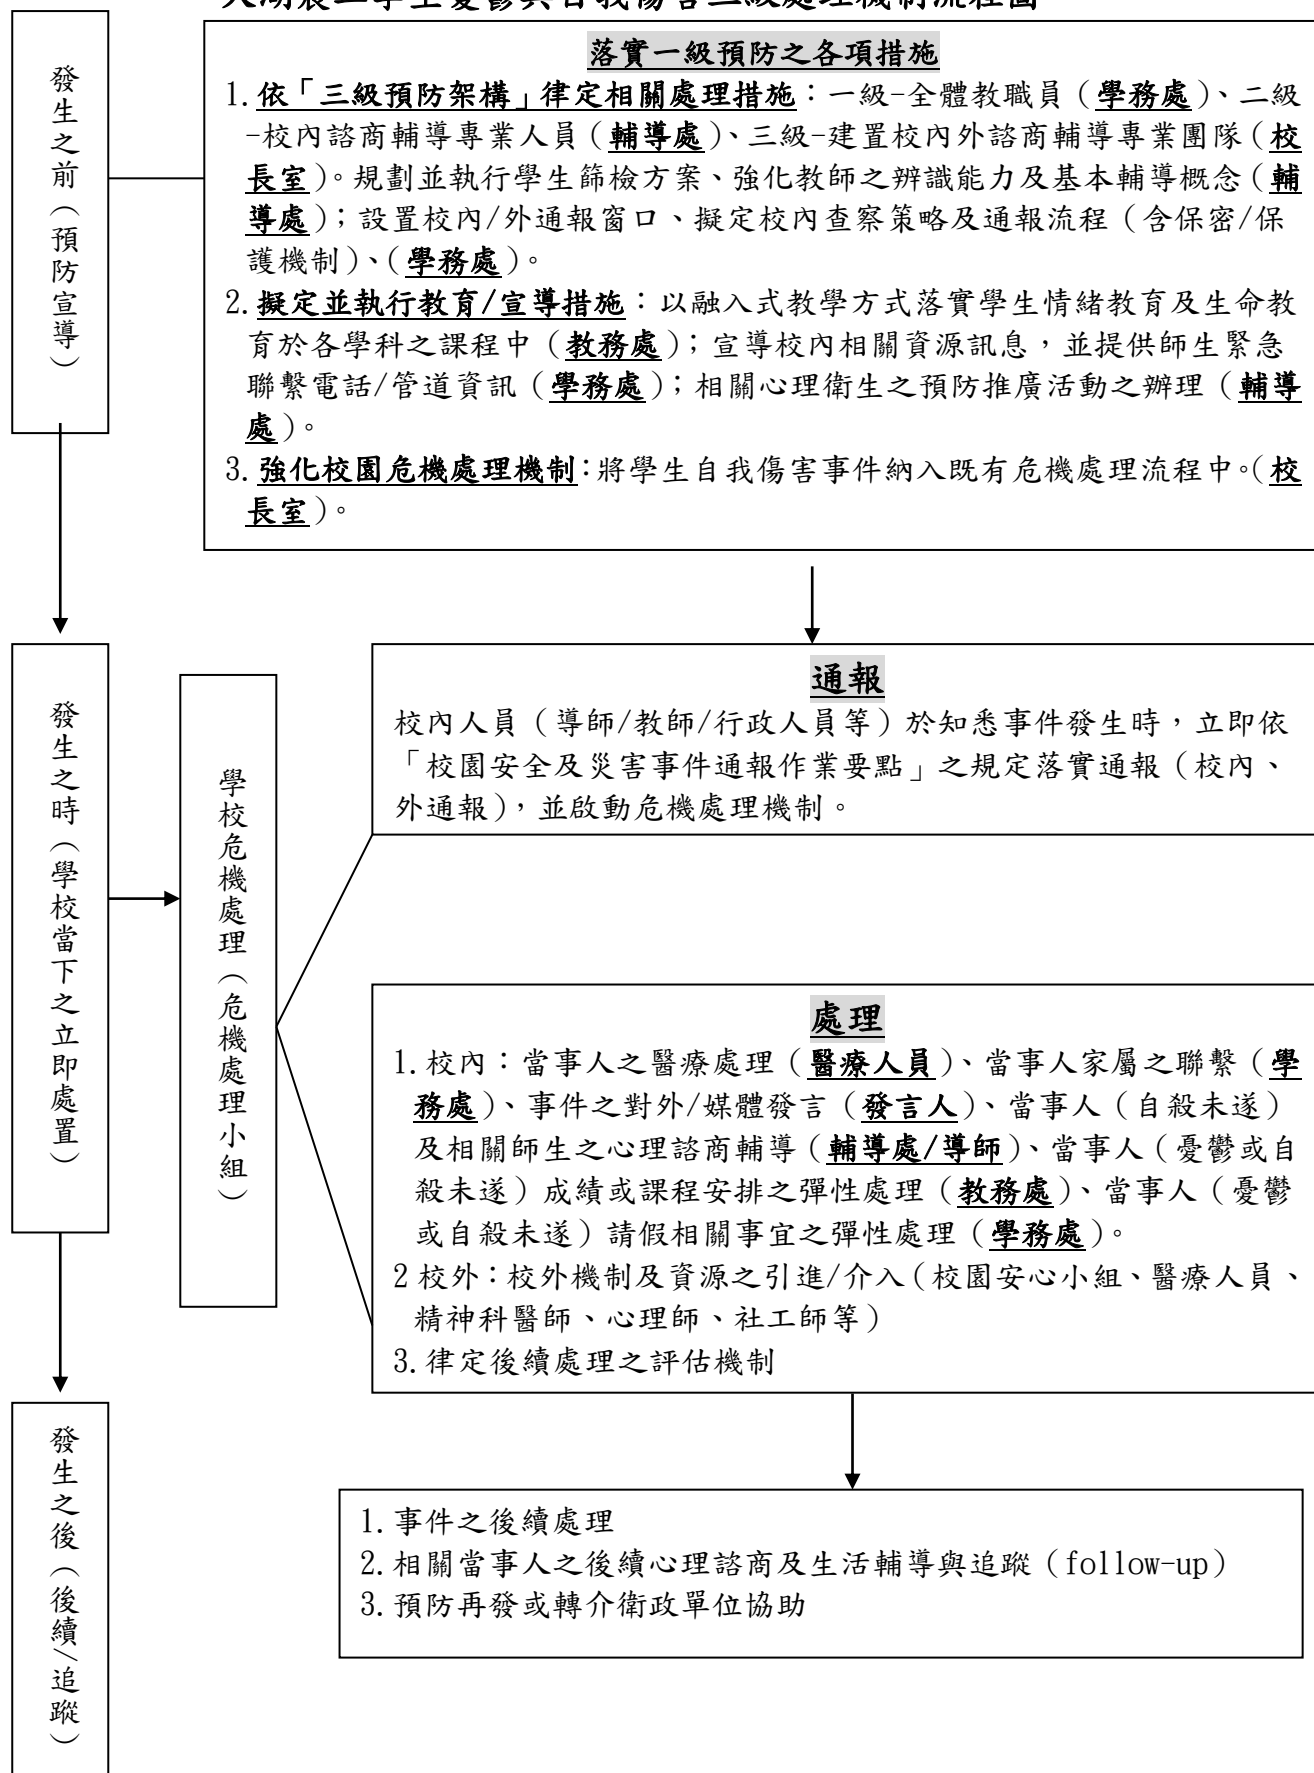 大湖農工學生憂鬱與自我傷害三級處理機制流程圖
發生之前（預防宣導）
落實一級預防之各項措施
1.依「三級預防架構」律定相關處理措施：一級-全體教職員（學務處）、二級
-校內諮商輔導專業人員（輔導處）、三級-建置校內外諮商輔導專業團隊（校
長室）。規劃並執行學生篩檢方案、強化教師之辨識能力及基本輔導概念（輔
導處）；設置校內/外通報窗口、擬定校內查察策略及通報流程（含保密/保
護機制）、（學務處）。
2.擬定並執行教育/宣導措施：以融入式教學方式落實學生情緒教育及生命教
育於各學科之課程中（教務處）；宣導校內相關資源訊息，並提供師生緊急
聯繫電話/管道資訊（學務處）；相關心理衛生之預防推廣活動之辦理（輔導
處）。
3.強化校園危機處理機制：將學生自我傷害事件納入既有危機處理流程中。（校
長室）。
發生之時（學校當下之立即處置）
學校危機處理（危機處理小組）
通報
校內人員（導師/教師/行政人員等）於知悉事件發生時，立即依
「校園安全及災害事件通報作業要點」之規定落實通報（校內、
外通報），並啟動危機處理機制。
處理
1.校內：當事人之醫療處理（醫療人員）、當事人家屬之聯繫（學
務處）、事件之對外/媒體發言（發言人）、當事人（自殺未遂）
及相關師生之心理諮商輔導（輔導處/導師）、當事人（憂鬱或自
殺未遂）成績或課程安排之彈性處理（教務處）、當事人（憂鬱
或自殺未遂）請假相關事宜之彈性處理（學務處）。
2 校外：校外機制及資源之引進/介入（校園安心小組、醫療人員、
精神科醫師、心理師、社工師等）
3.律定後續處理之評估機制
發生之後（後續/追蹤）
1.事件之後續處理
2.相關當事人之後續心理諮商及生活輔導與追蹤（follow-up）
3.預防再發或轉介衛政單位協助